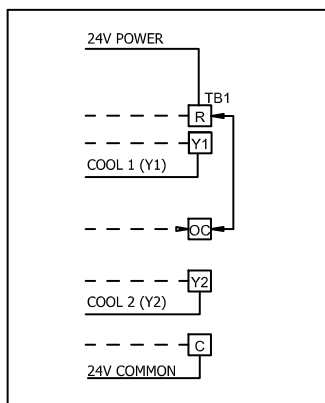 24V POWER
TB1
R
Y1
COOL 1 (Y1)
OC
Y2
COOL 2 (Y2)
C
24V COMMON